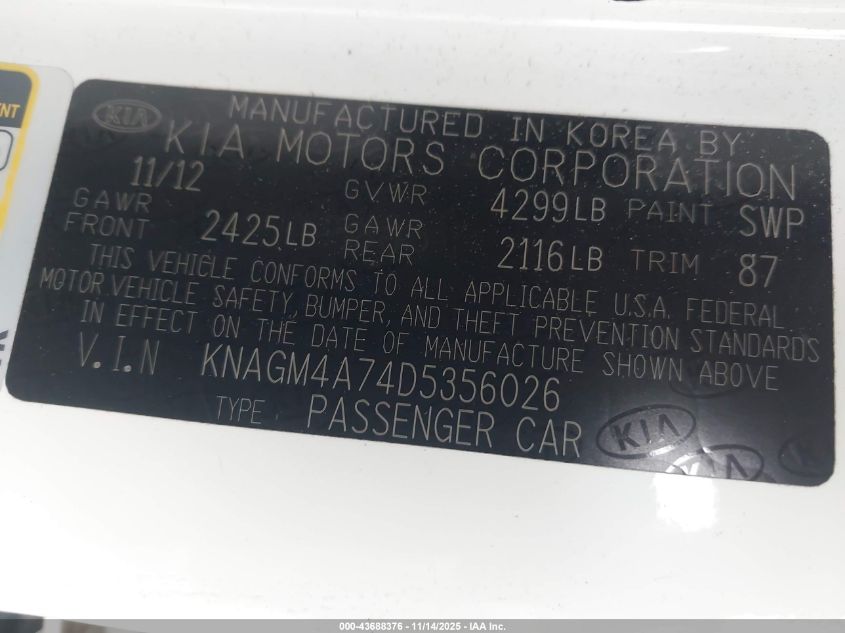 KIA MANUFACTURED IN KOREA BY
KIA MOTORS CORPORATION
11/12 GVWR 4299LB PAINT SWP
GAWR FRONT 2425LB GAWR REAR 2116LB TRIM 87
THIS VEHICLE CONFORMS TO ALL APPLICABLE U.S.A. FEDERAL
MOTOR VEHICLE SAFETY, BUMPER, AND THEFT PREVENTION STANDARDS
IN EFFECT ON THE DATE OF MANUFACTURE SHOWN ABOVE
V.I.N KNAGM4A74D5356026
TYPE PASSENGER CAR KIA
KIA
000-43688376 - 11/14/2025 - IAA Inc.